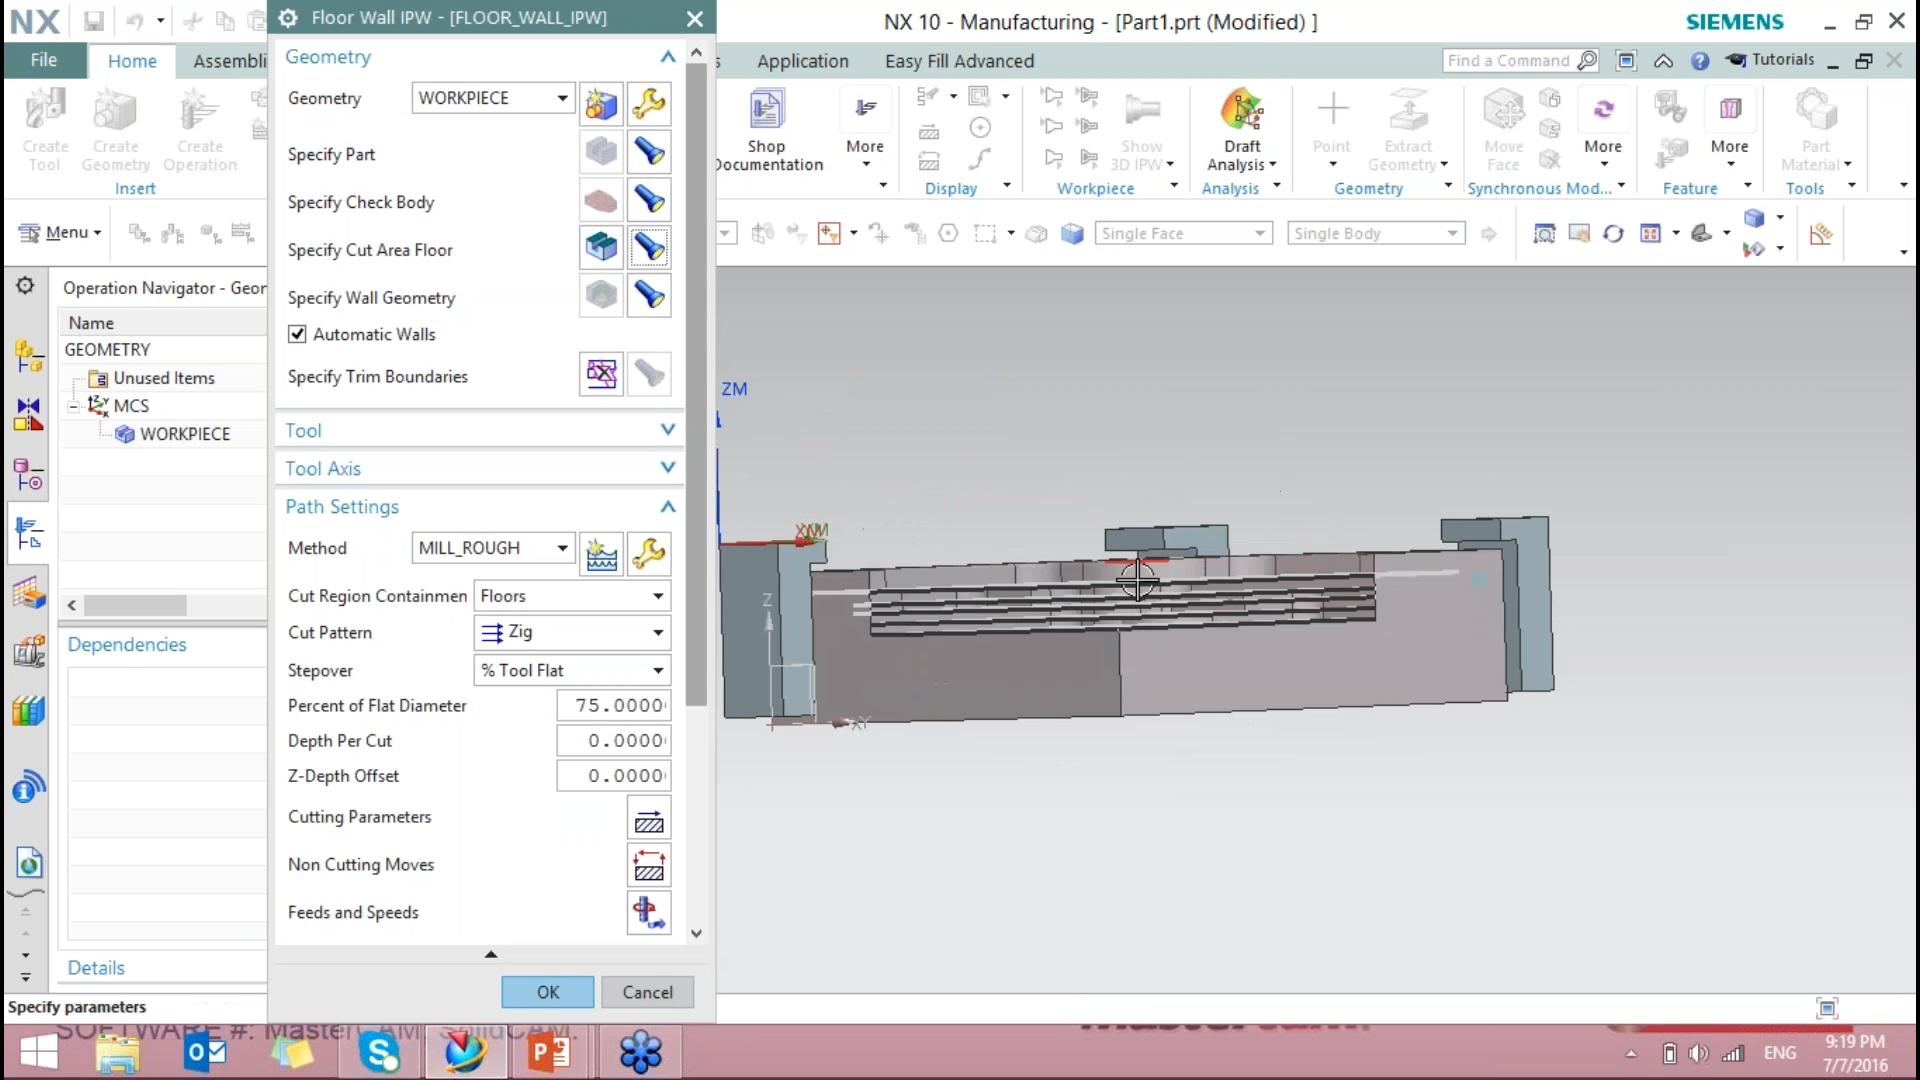 NX
Floor Wall IPW - [FLOOR_WALL_IPW]
NX 10 - Manufacturing - [Part1.prt (Modified) ]
SIEMENS
File
Home
Assembli
s
Application
Easy Fill Advanced
Find a Command
Tutorials
Create Tool
Create Geometry
Create Operation
Insert
Shop Documentation
More
Display
Show 3D IPW
Workpiece
Draft Analysis
Analysis
Point
Extract Geometry
Geometry
Move Face
More
Synchronous Mod...
More
Feature
Part Material
Tools
Menu
Single Face
Single Body
Operation Navigator - Geor
Name
GEOMETRY
Unused Items
MCS
WORKPIECE
Dependencies
Details
Geometry
Geometry
WORKPIECE
Specify Part
Specify Check Body
Specify Cut Area Floor
Specify Wall Geometry
Automatic Walls
Specify Trim Boundaries
Tool
Tool Axis
Path Settings
Method
MILL_ROUGH
Cut Region Containmen
Floors
Cut Pattern
Zig
Stepover
% Tool Flat
Percent of Flat Diameter
75.0000
Depth Per Cut
0.0000
Z-Depth Offset
0.0000
Cutting Parameters
Non Cutting Moves
Feeds and Speeds
OK
Cancel
ZM
Z
Specify parameters
SOFTWARE #: MasterCAM, SolidCAM.
ENG
9:19 PM
7/7/2016